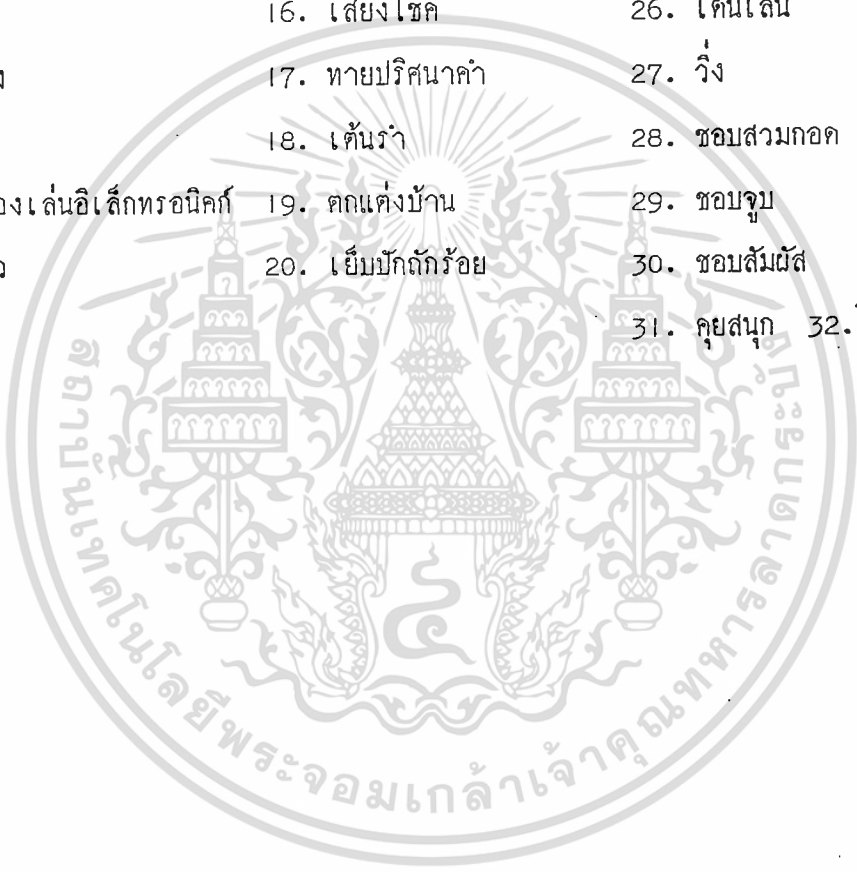 16. เสี่ยงโชค 26. เดินเล่น
ง 17. ทายปริศนาคำ 27. วิ่ง
18. เต้นรำ 28. ชอบสวมกอด
องเล่นอิเล็กทรอนิคก์ 19. ตกแต่งบ้าน 29. ชอบจูบ
20. เย็บปักถักร้อย 30. ชอบสัมผัส
31. คุยสนุก 32.
สถาบันเทคโนโลยีพระจอมเกล้าเจ้าคุณทหารลาดกระบัง